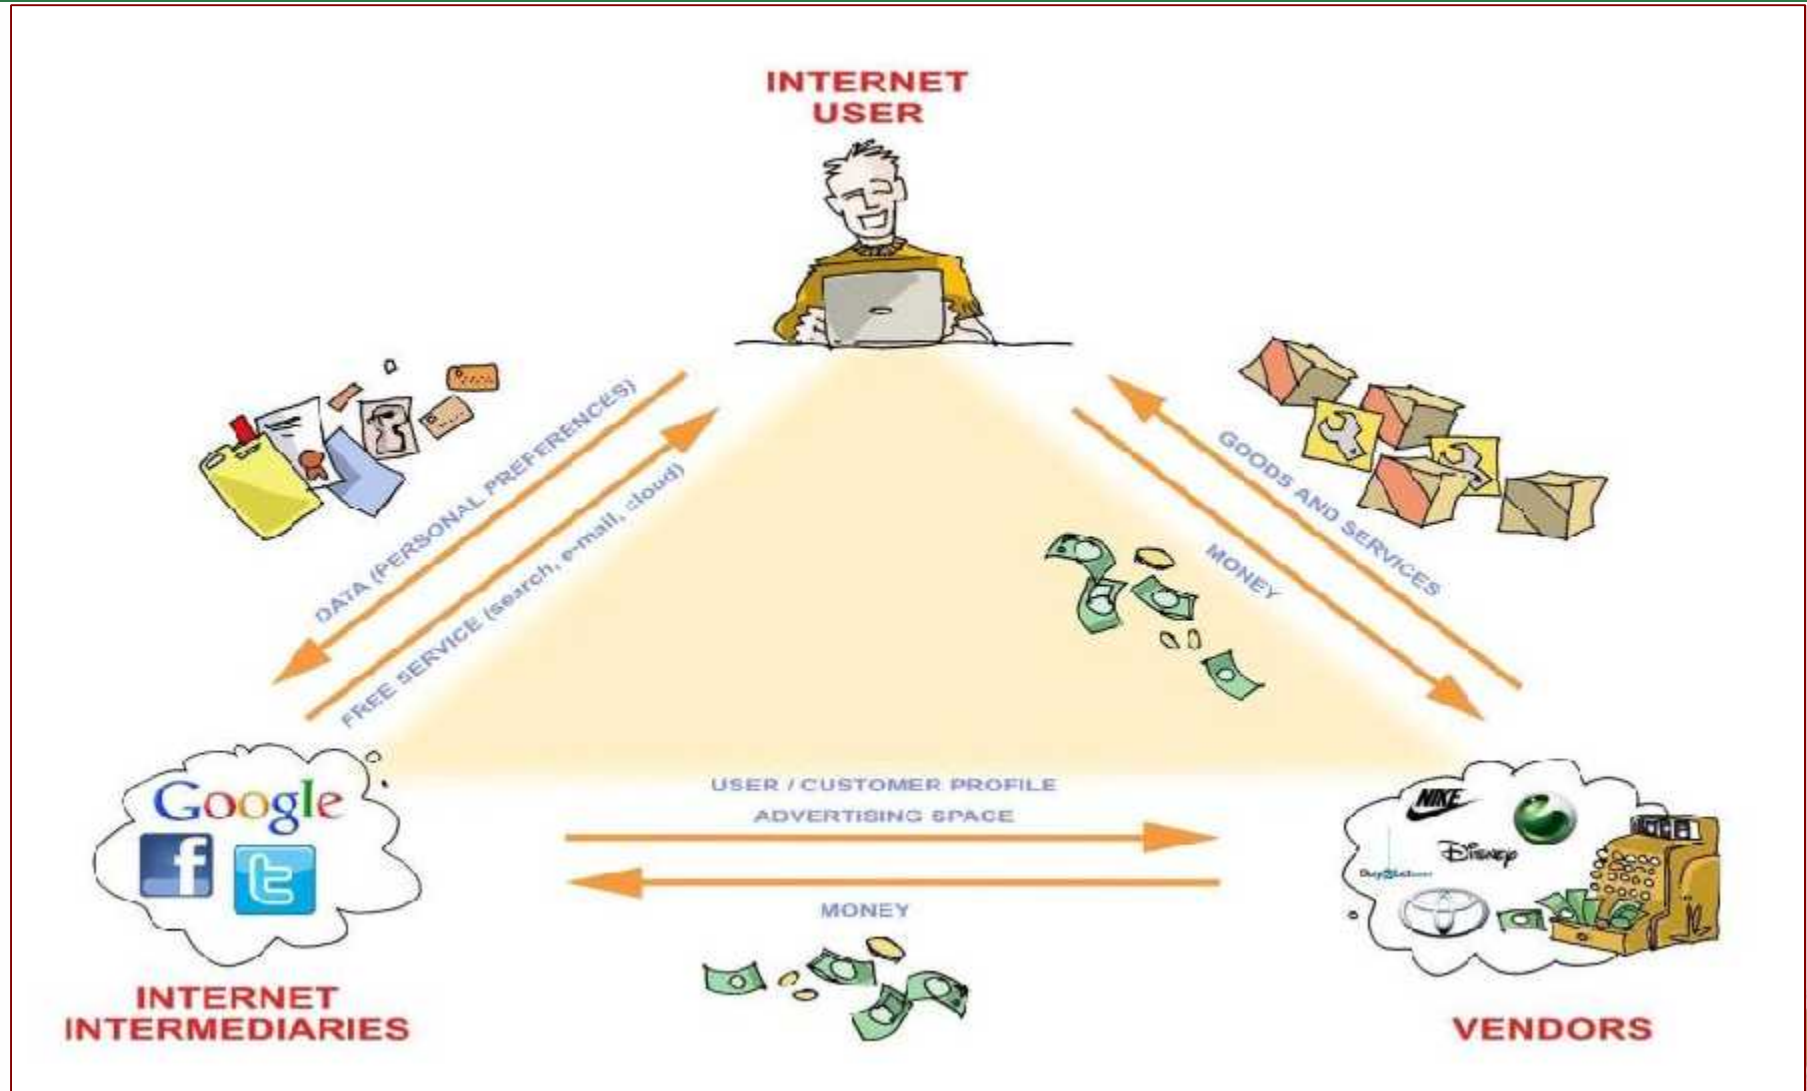 INTERNET
USER
DATA (PERSONAL PREFERENCES)
FREE SERVICE (search, e-mail, cloud)
GOODS AND SERVICES
MONEY
USER / CUSTOMER PROFILE
ADVERTISING SPACE
MONEY
Google
f
t
NIKE
Disney
INTERNET
INTERMEDIARIES
VENDORS